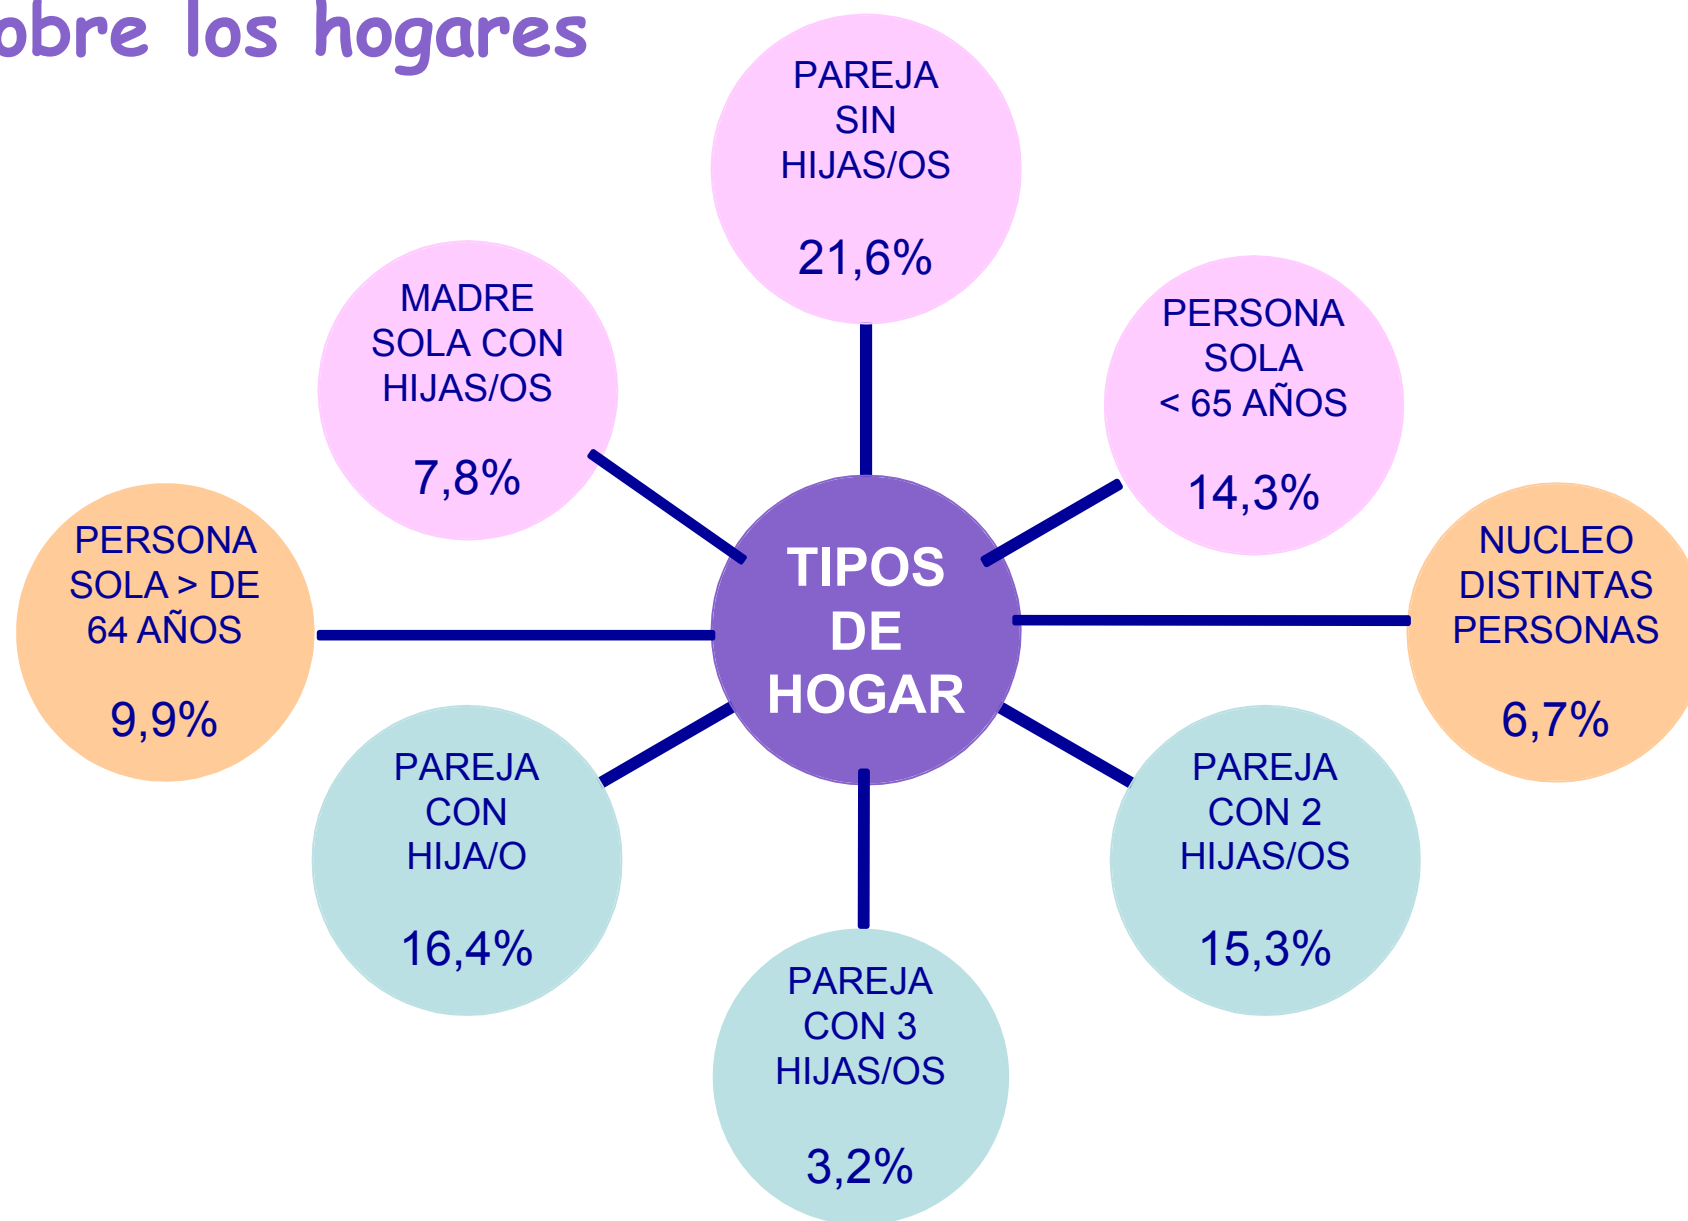 obre los hogares
PAREJA
SIN
HIJAS/OS
21,6%
MADRE
SOLA CON
HIJAS/OS
7,8%
PERSONA
SOLA
< 65 AÑOS
14,3%
PERSONA
SOLA > DE
64 AÑOS
9,9%
TIPOS
DE
HOGAR
NUCLEO
DISTINTAS
PERSONAS
6,7%
PAREJA
CON
HIJA/O
16,4%
PAREJA
CON 2
HIJAS/OS
15,3%
PAREJA
CON 3
HIJAS/OS
3,2%